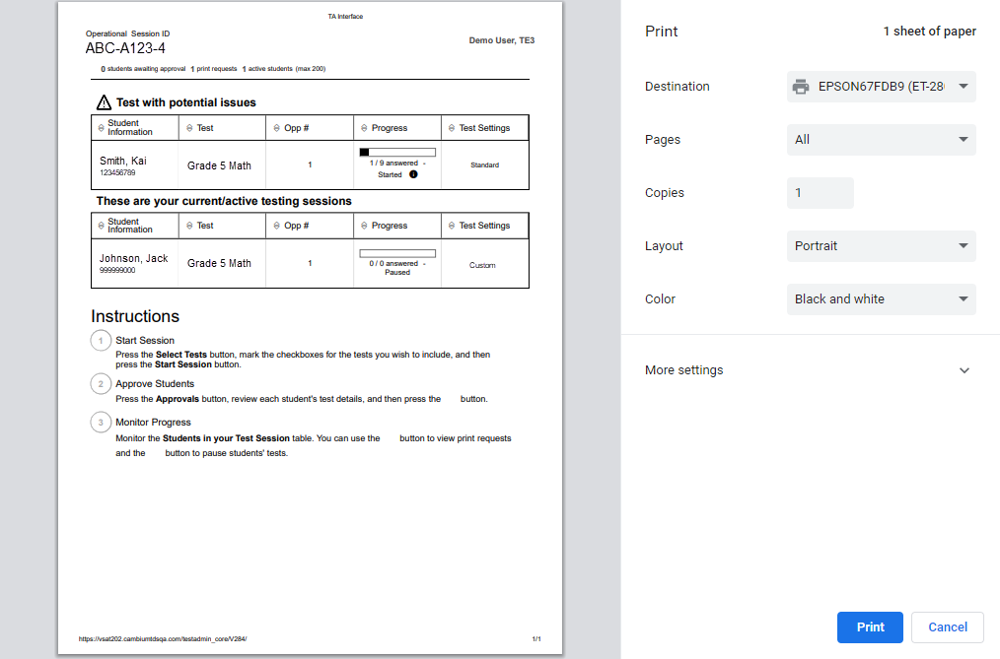 TA Interface
Operational Session ID
ABC-A123-4
Demo User, TE3
0 students awaiting approval 1 print requests 1 active students (max 200)
Test with potential issues
Student Information Test Opp # Progress Test Settings
Smith, Kai
123456789
Grade 5 Math
1
1 / 9 answered -
Started
Standard
These are your current/active testing sessions
Student Information Test Opp # Progress Test Settings
Johnson, Jack
999999000
Grade 5 Math
1
0 / 0 answered -
Paused
Custom
Instructions
1 Start Session
Press the Select Tests button, mark the checkboxes for the tests you wish to include, and then
press the Start Session button.
2 Approve Students
Press the Approvals button, review each student's test details, and then press the button.
3 Monitor Progress
Monitor the Students in your Test Session table. You can use the button to view print requests
and the button to pause students' tests.
https://vsat202.cambiumtdsqa.com/testadmin_core/V284/
1/1
Print
1 sheet of paper
Destination
EPSON67FDB9 (ET-28
Pages
All
Copies
1
Layout
Portrait
Color
Black and white
More settings
Print
Cancel